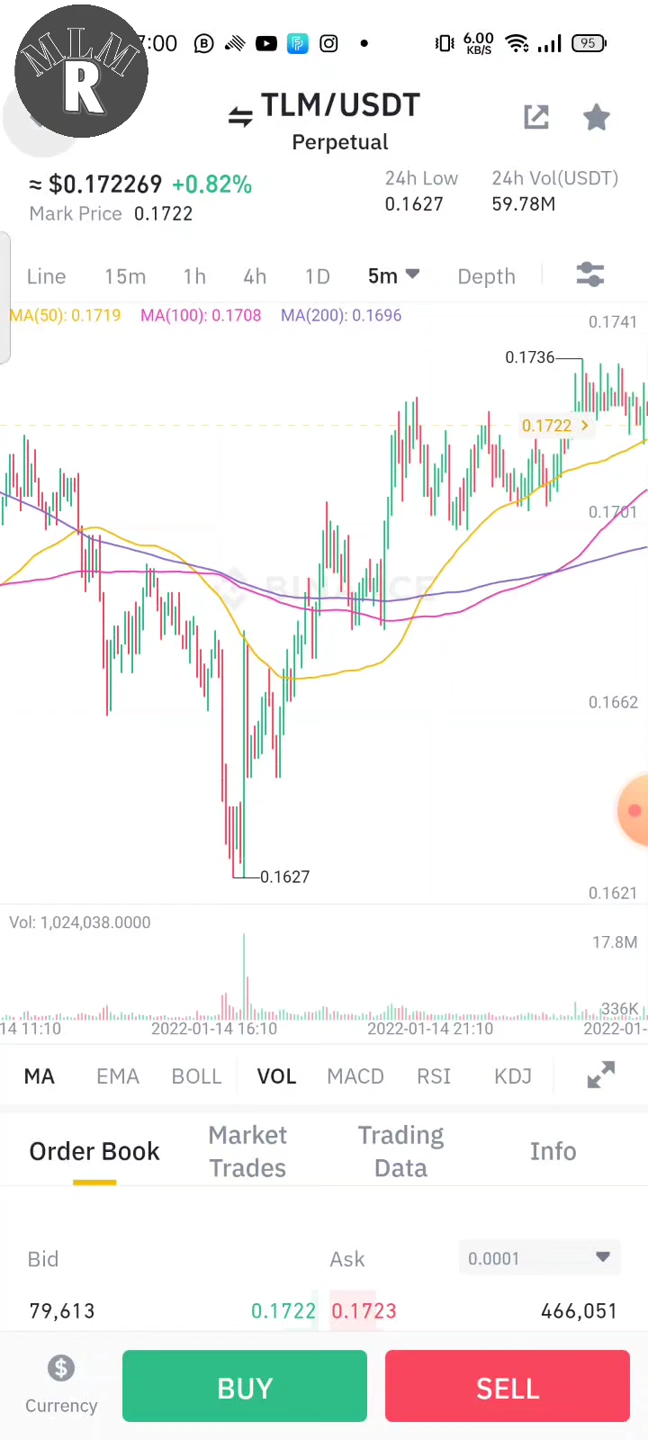 MLM
R
7:00 6.00 KB/S 95
TLM/USDT
Perpetual
≈ $0.172269 +0.82%
Mark Price 0.1722
24h Low 24h Vol(USDT)
0.1627 59.78M
Line 15m 1h 4h 1D 5m Depth
MA(50): 0.1719 MA(100): 0.1708 MA(200): 0.1696
0.1741
0.1736
0.1722 >
0.1701
BINANCE
0.1662
0.1627
0.1621
Vol: 1,024,038.0000
17.8M
336K
14 11:10 2022-01-14 16:10 2022-01-14 21:10 2022-01-
MA EMA BOLL VOL MACD RSI KDJ
Order Book Market Trades Trading Data Info
Bid Ask 0.0001
79,613 0.1722 0.1723 466,051
$
Currency BUY SELL